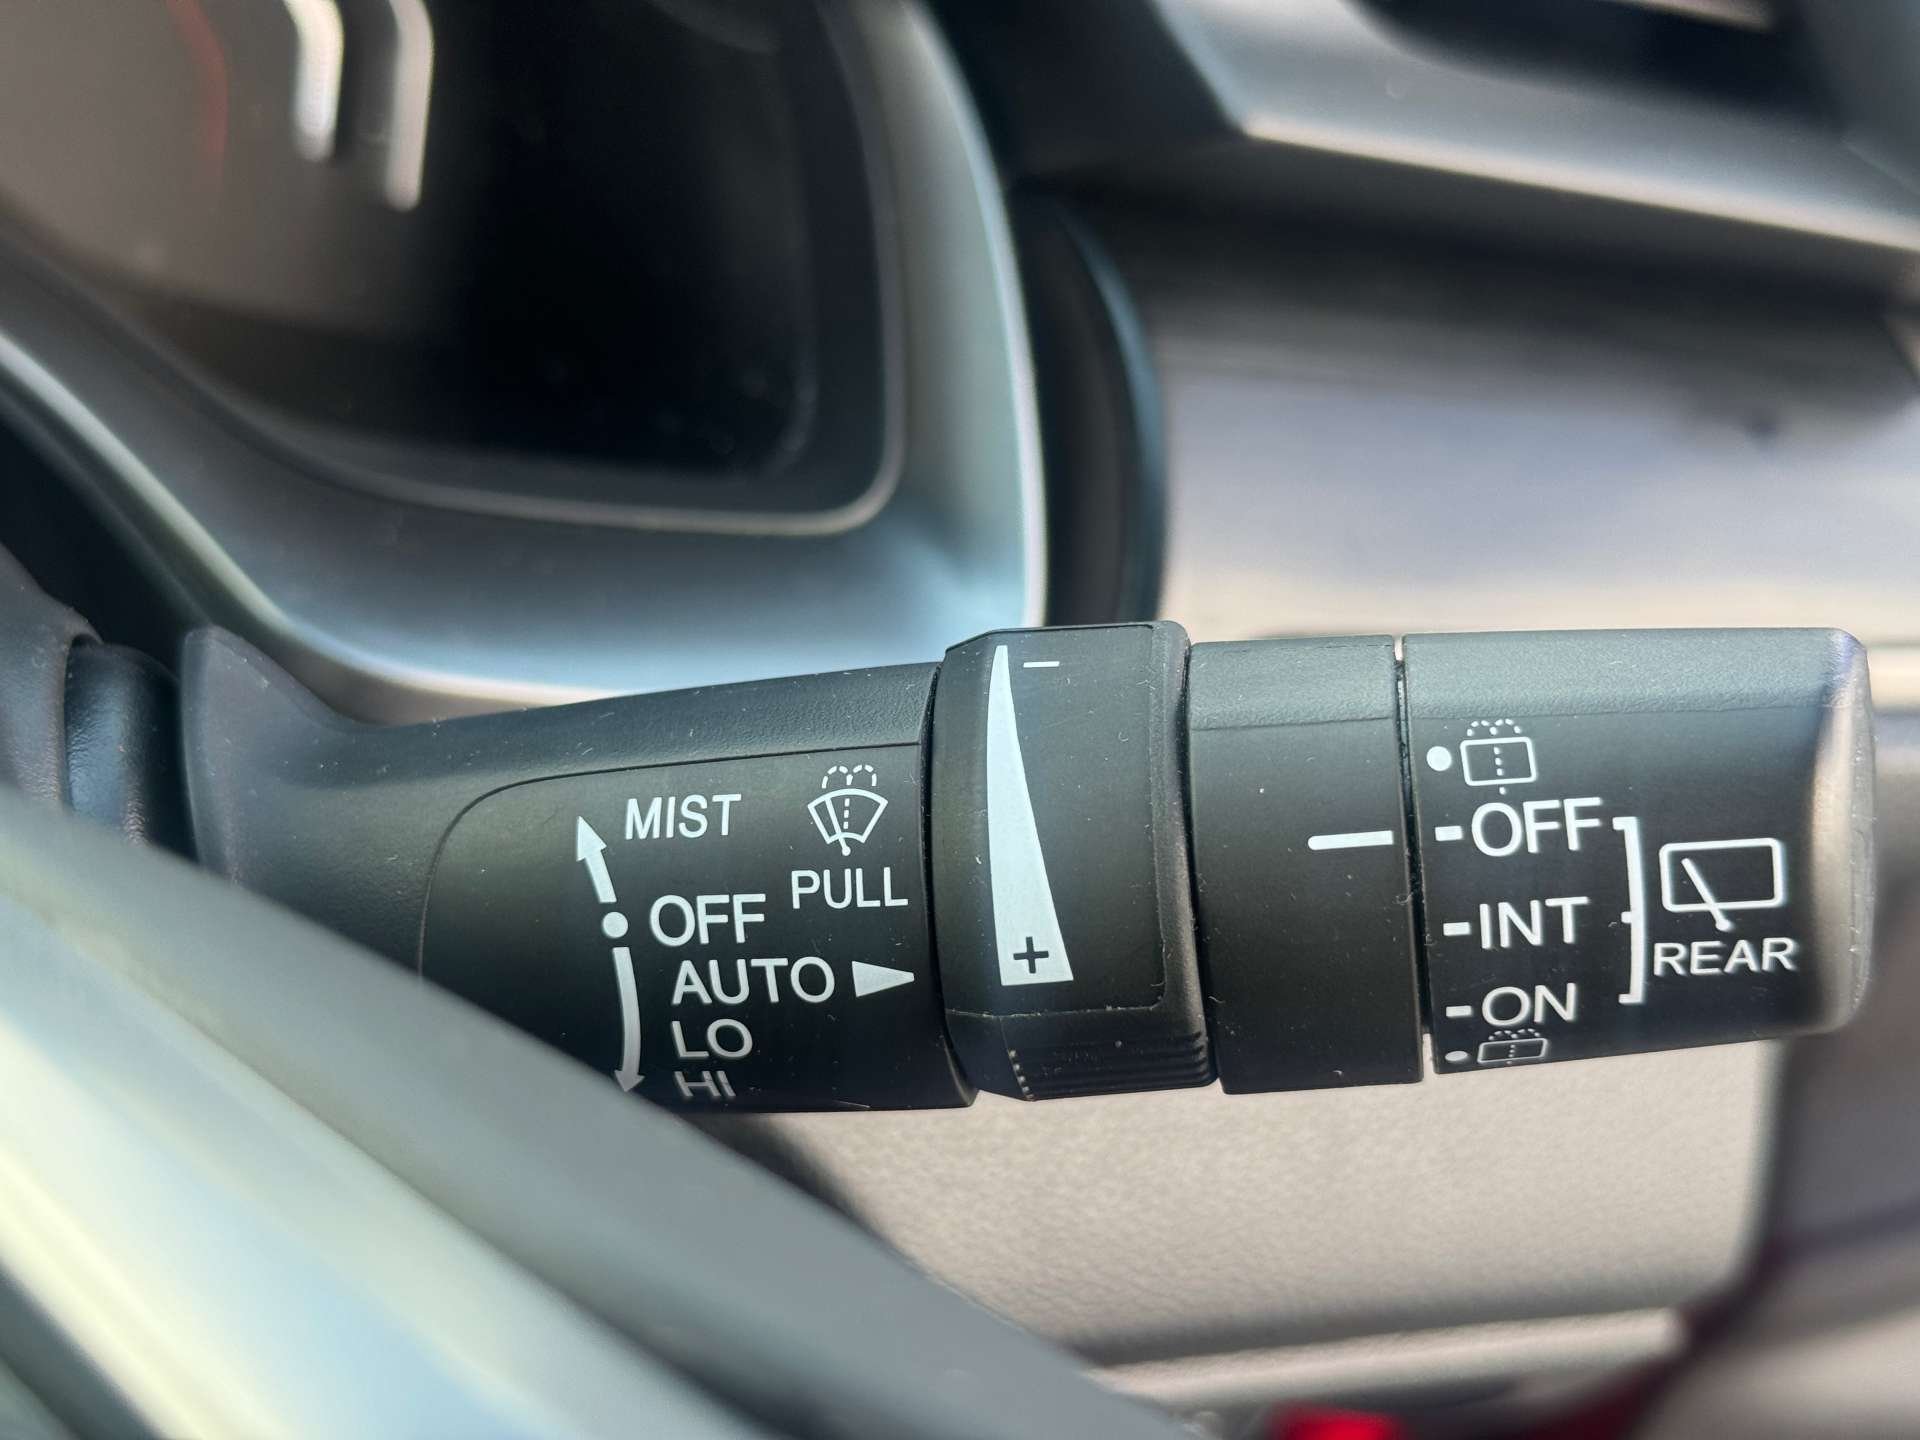 MIST
PULL
OFF
AUTO
LO
HI
−
+
OFF
INT
ON
REAR